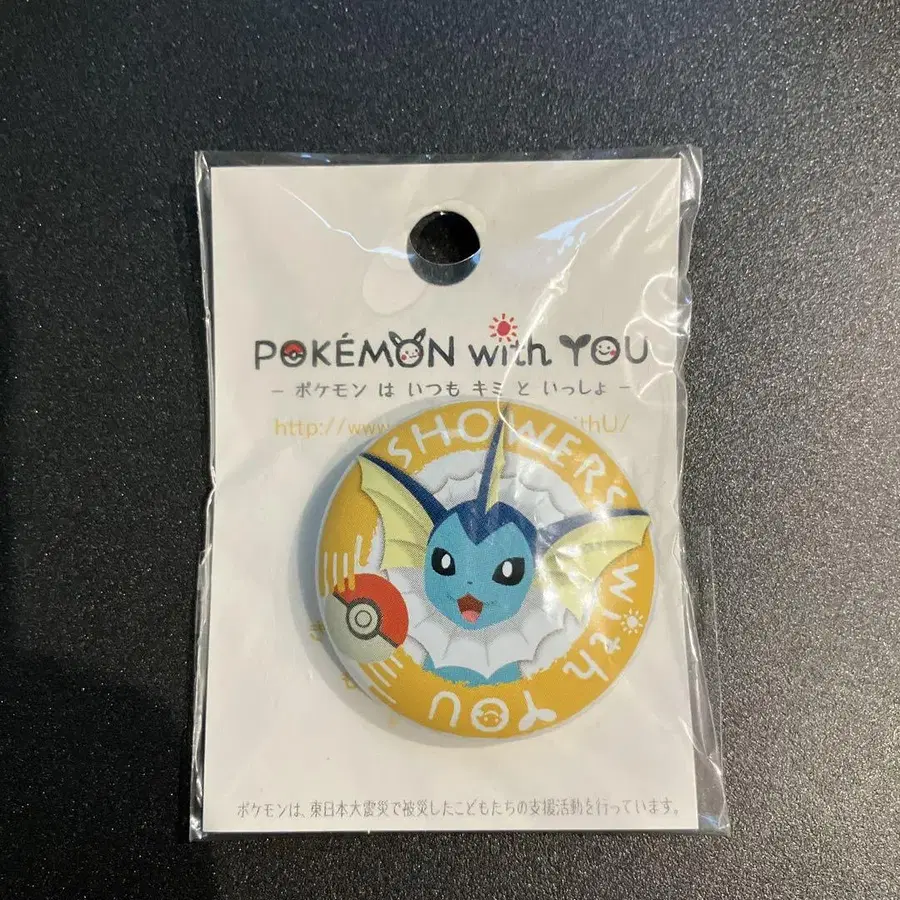 POKÉMON with YOU
− ポケモン は いつも キミ と いっしょ −
http://www. ithU/
SHOWERS with YOU
ポケモンは、東日本大震災で被災したこどもたちの支援活動を行っています。